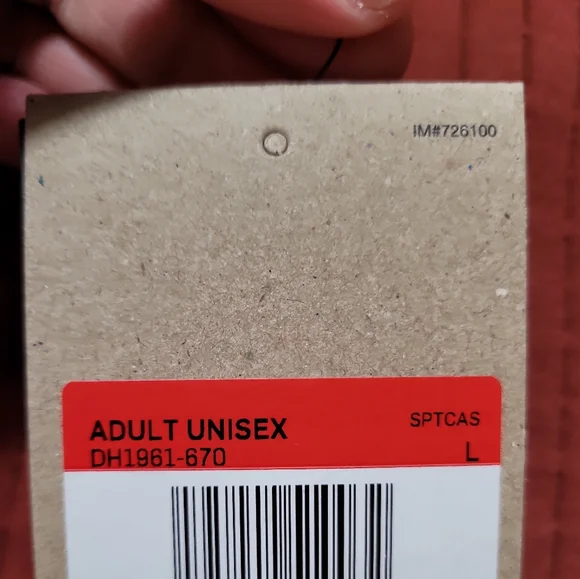 IM#726100
ADULT UNISEX SPTCAS
DH1961-670 L